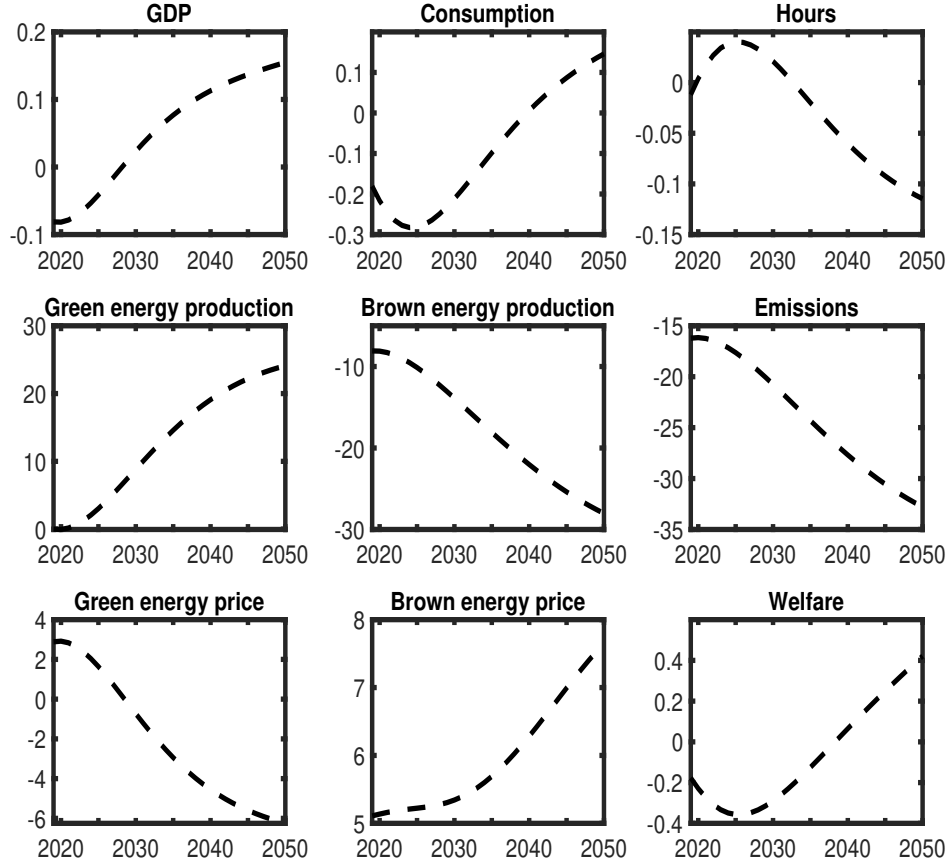 GDP
0.2
0.1
0
-0.1
2020 2030 2040 2050
Consumption
0.1
0
-0.1
-0.2
-0.3
2020 2030 2040 2050
Hours
0
-0.05
-0.1
-0.15
2020 2030 2040 2050
Green energy production
30
20
10
0
2020 2030 2040 2050
Brown energy production
-10
-20
-30
2020 2030 2040 2050
Emissions
-15
-20
-25
-30
-35
2020 2030 2040 2050
Green energy price
4
2
0
-2
-4
-6
2020 2030 2040 2050
Brown energy price
8
7
6
5
2020 2030 2040 2050
Welfare
0.4
0.2
0
-0.2
-0.4
2020 2030 2040 2050